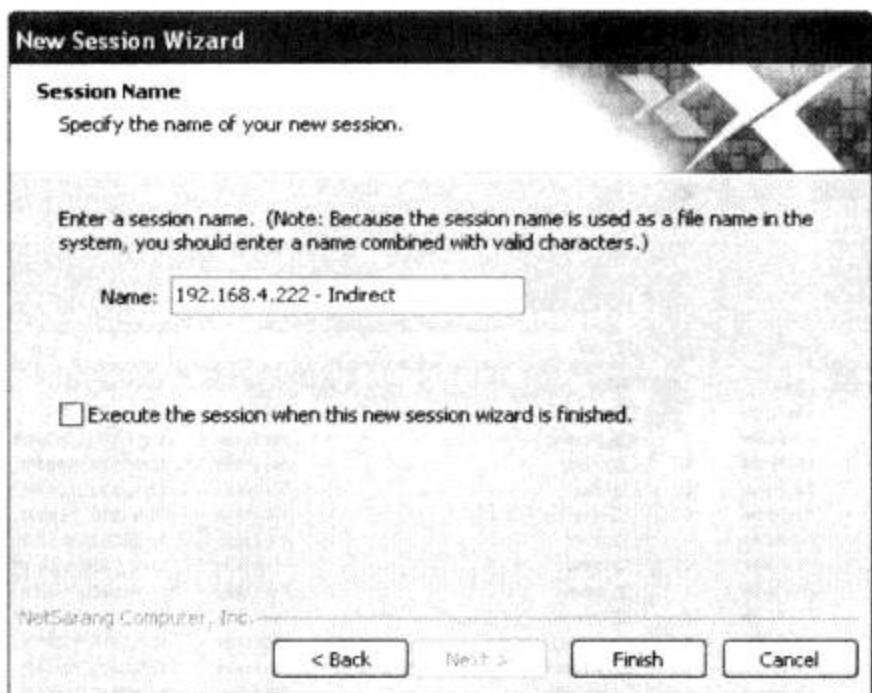 New Session Wizard
Session Name
Specify the name of your new session.
Enter a session name. (Note: Because the session name is used as a file name in the
system, you should enter a name combined with valid characters.)
Name: 192.168.4.222 - Indirect
Execute the session when this new session wizard is finished.
NetSarang Computer, Inc.
< Back Next > Finish Cancel